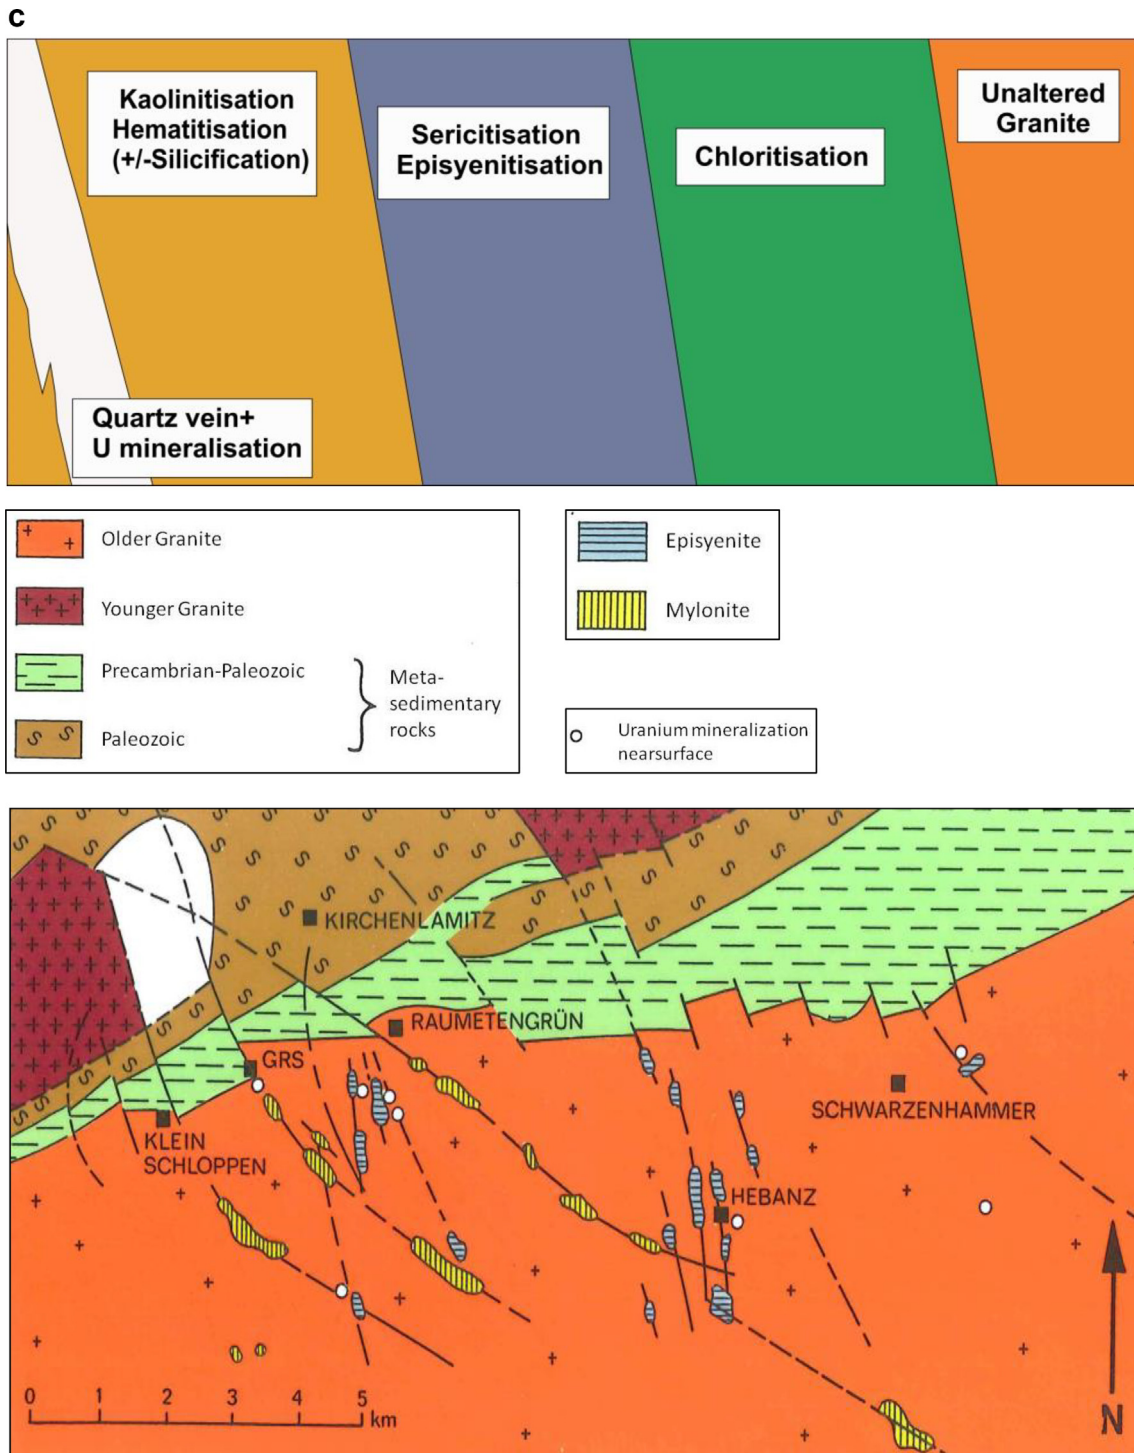 c
Kaolinitisation
Hematitisation
(+/-Silicification)
Sericitisation
Episyenitisation
Chloritisation
Unaltered
Granite
Quartz vein+
U mineralisation
Older Granite
Younger Granite
Precambrian-Paleozoic
Paleozoic
Meta-
sedimentary
rocks
Episyenite
Mylonite
Uranium mineralization
nearsurface
KIRCHENLAMITZ
RAUMETENGRÜN
GRS
KLEIN
SCHLOPPEN
SCHWARZENHAMMER
HEBANZ
0 1 2 3 4 5
km
N